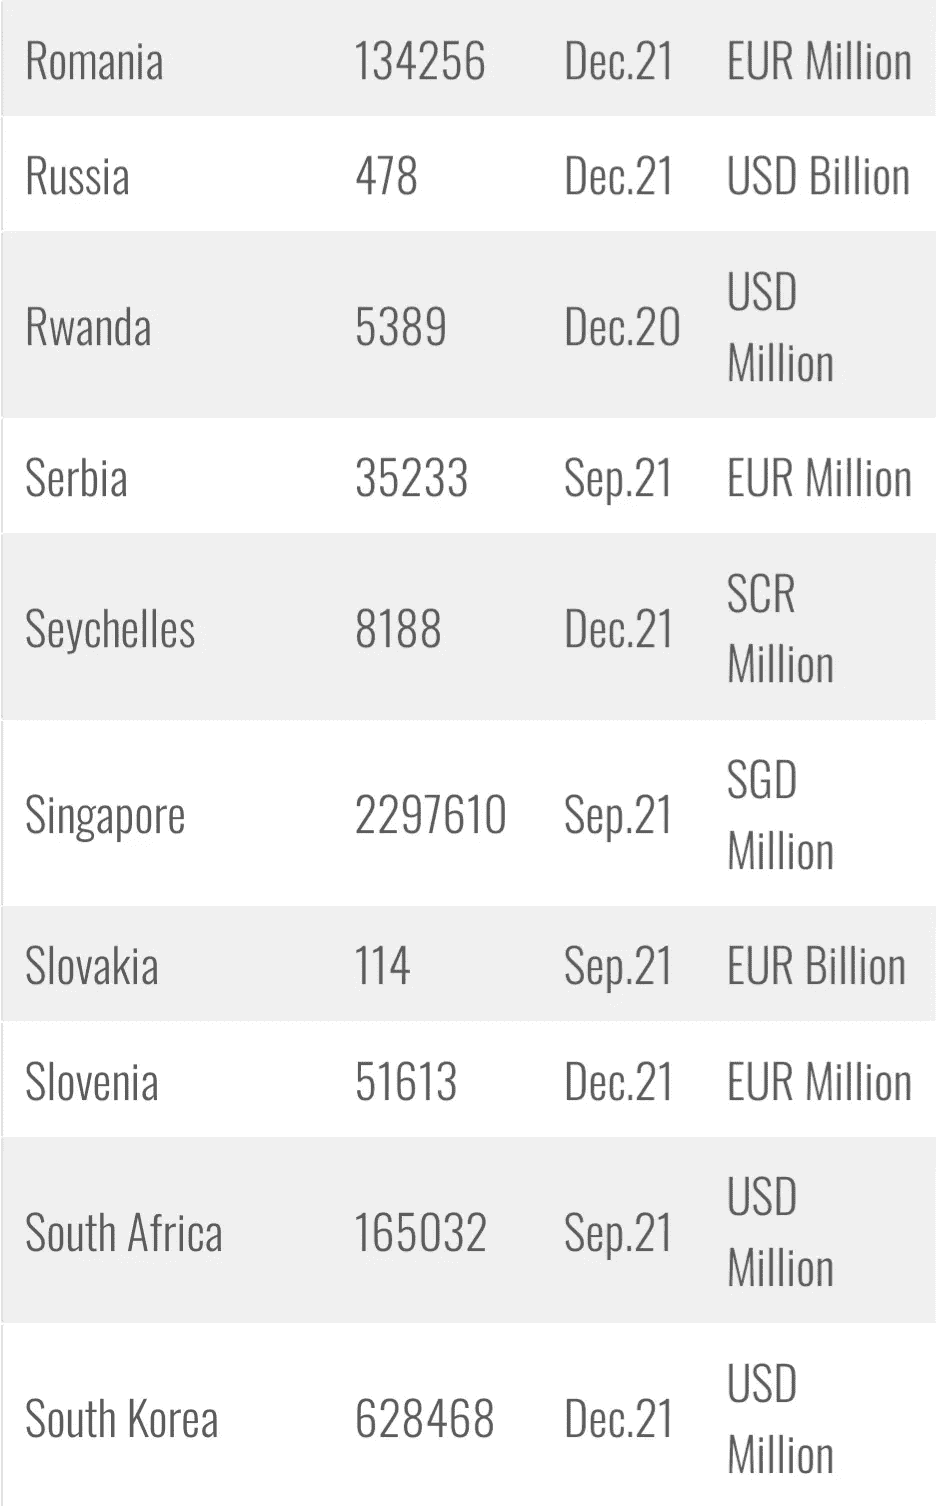 Romania 134256 Dec.21 EUR Million
Russia 478 Dec.21 USD Billion
Rwanda 5389 Dec.20 USD
Million
Serbia 35233 Sep.21 EUR Million
Seychelles 8188 Dec.21 SCR
Million
Singapore 2297610 Sep.21 SGD
Million
Slovakia 114 Sep.21 EUR Billion
Slovenia 51613 Dec.21 EUR Million
South Africa 165032 Sep.21 USD
Million
South Korea 628468 Dec.21 USD
Million